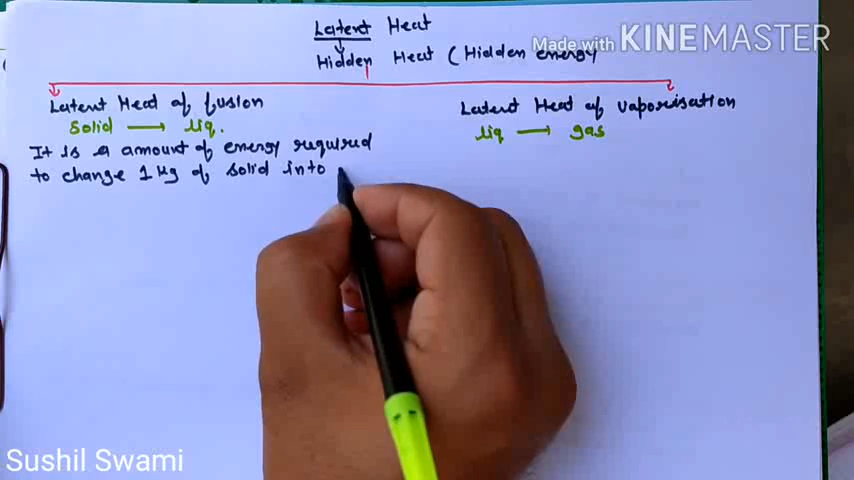 Latent Heat
Hidden Heat (Hidden energy
Made with KINEMASTER
Latent Heat of fusion
Solid → liq.
It is a amount of energy required
to change 1 kg of solid into
Latent Heat of vaporisation
liq → gas
Sushil Swami